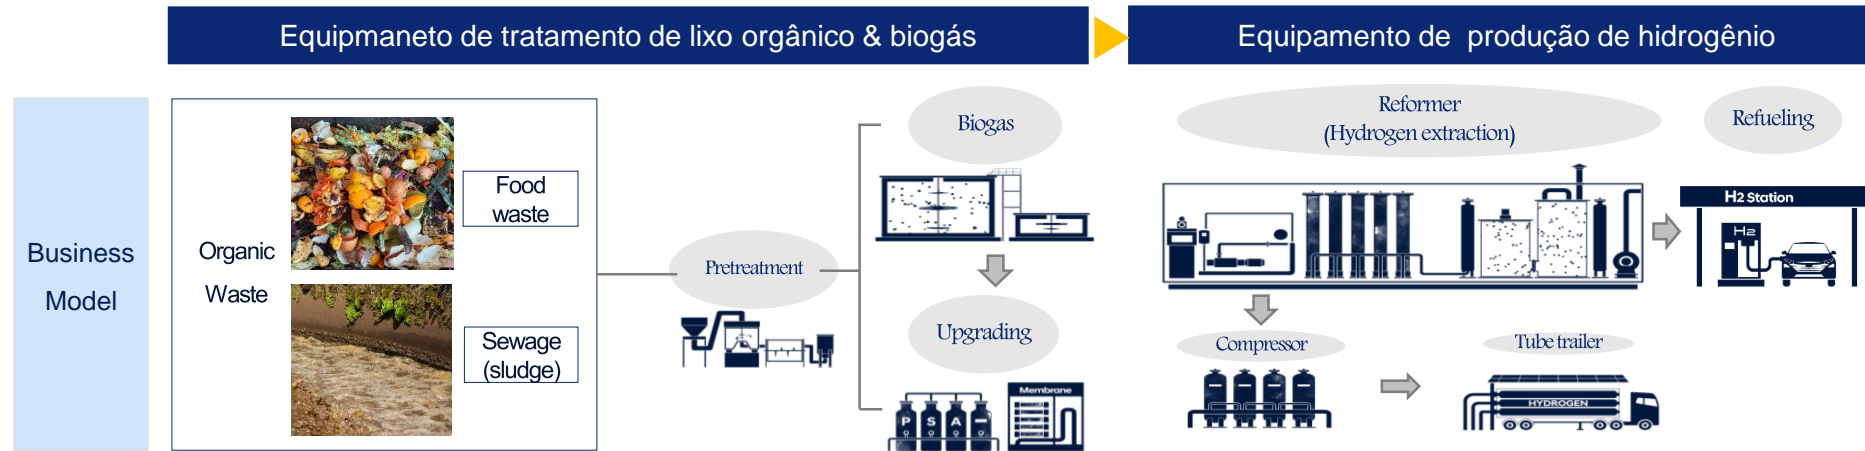 Equipmaneto de tratamento de lixo orgânico & biogás
Equipamento de produção de hidrogênio
Business
Model
Organic
Waste
Food
waste
Sewage
(sludge)
Pretreatment
Biogas
Upgrading
P S A
Membrane
Reformer
(Hydrogen extraction)
Refueling
H2 Station
H2
Compressor
Tube trailer
HYDROGEN